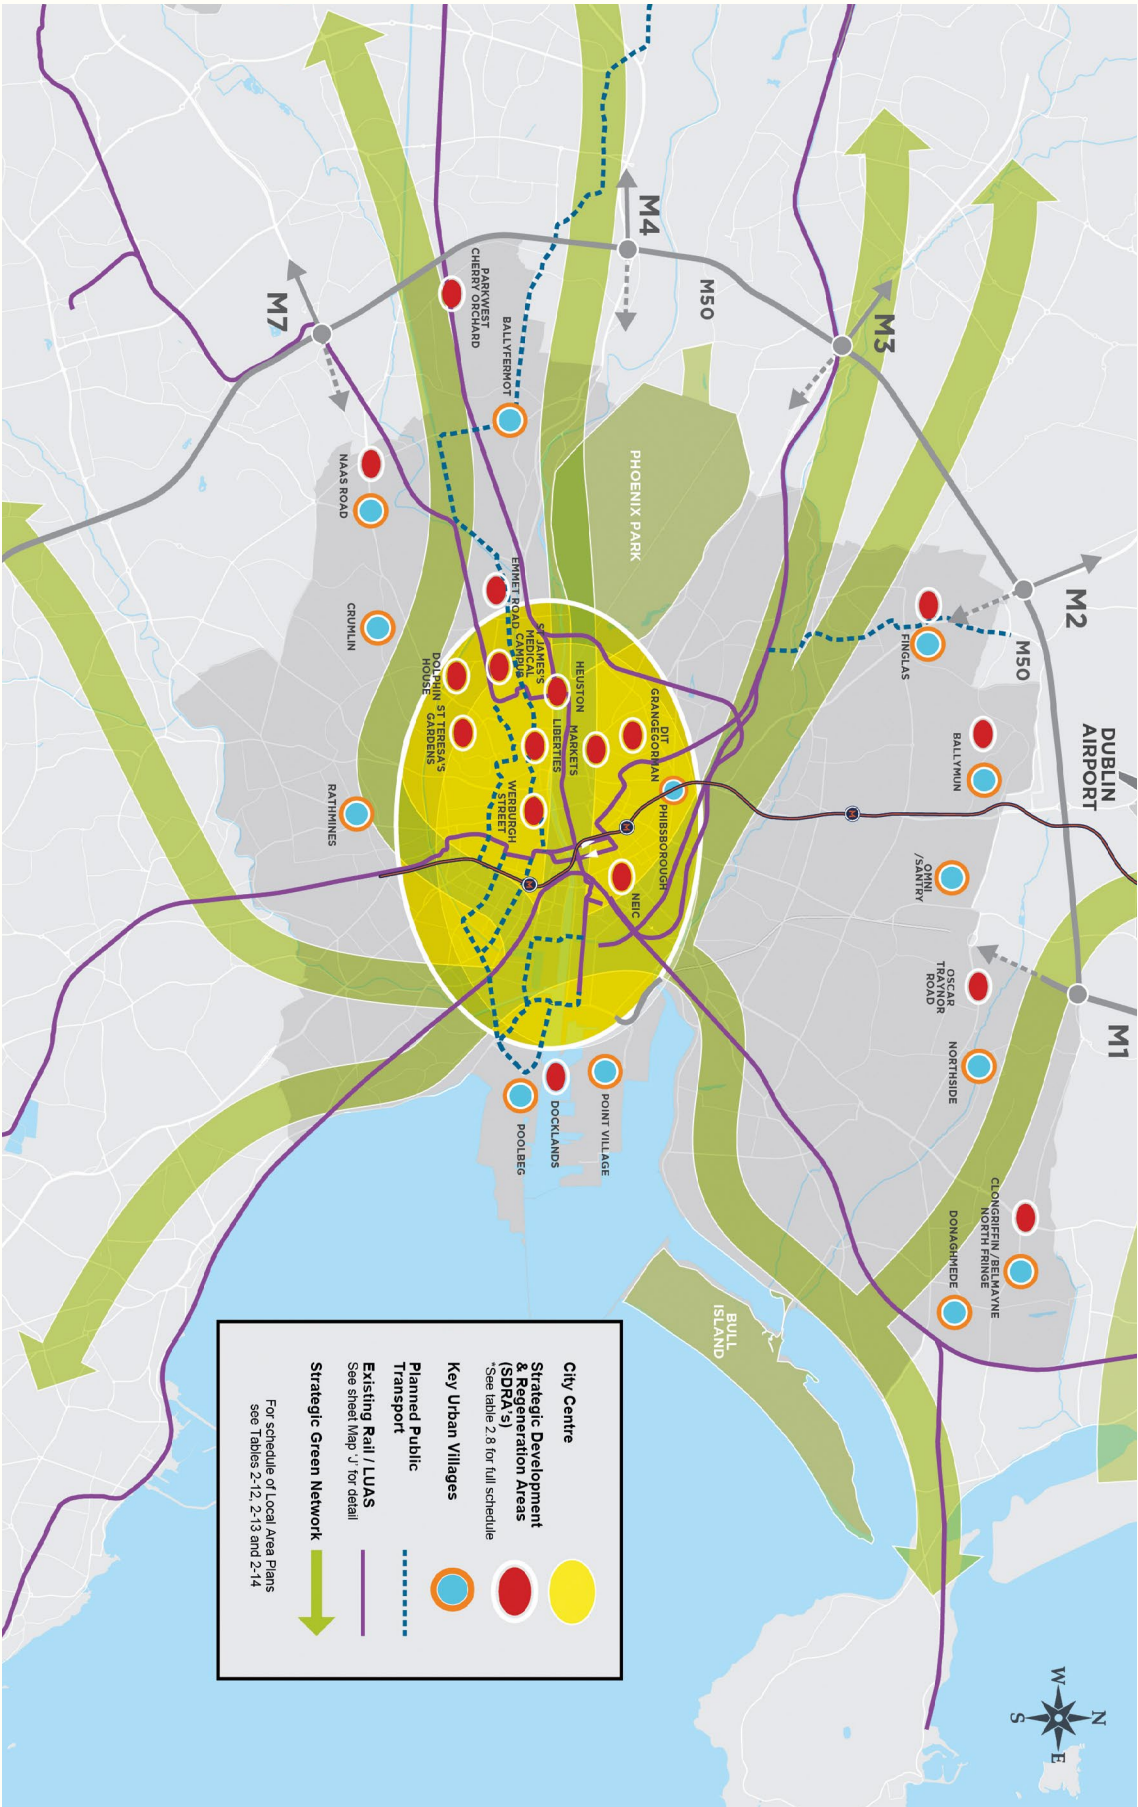 DUBLIN
AIRPORT
M1
M2
M3
M4
M7
M50
M50
FINGLAS
BALLYMUN
OMNI
/SANTRY
OSCAR
TRAYNOR
ROAD
NORTHSIDE
CLONGRIFFIN/BELMAYNE
NORTH FRINGE
DONAGHMEDE
PHOENIX PARK
PARKWEST
CHERRY ORCHARD
BALLYFERMOT
NAAS ROAD
CRUMLIN
RATHMINES
EMMET ROAD
ST JAMES'S
MEDICAL
CAMPUS
HEUSTON
DIT
GRANGEGORMAN
MARKETS
LIBERTIES
DOLPHIN
HOUSE
ST TERESA'S
GARDENS
WERBURGH
STREET
PHIBSBOROUGH
NEIC
M
M
M
POINT VILLAGE
DOCKLANDS
POOLBEG
BULL
ISLAND
City Centre
Strategic Development
& Regeneration Areas
(SDRA's)
*See table 2.8 for full schedule
Key Urban Villages
Planned Public
Transport
Existing Rail / LUAS
See sheet Map 'J' for detail
Strategic Green Network
For schedule of Local Area Plans
see Tables 2-12, 2-13 and 2-14
N
W
E
S